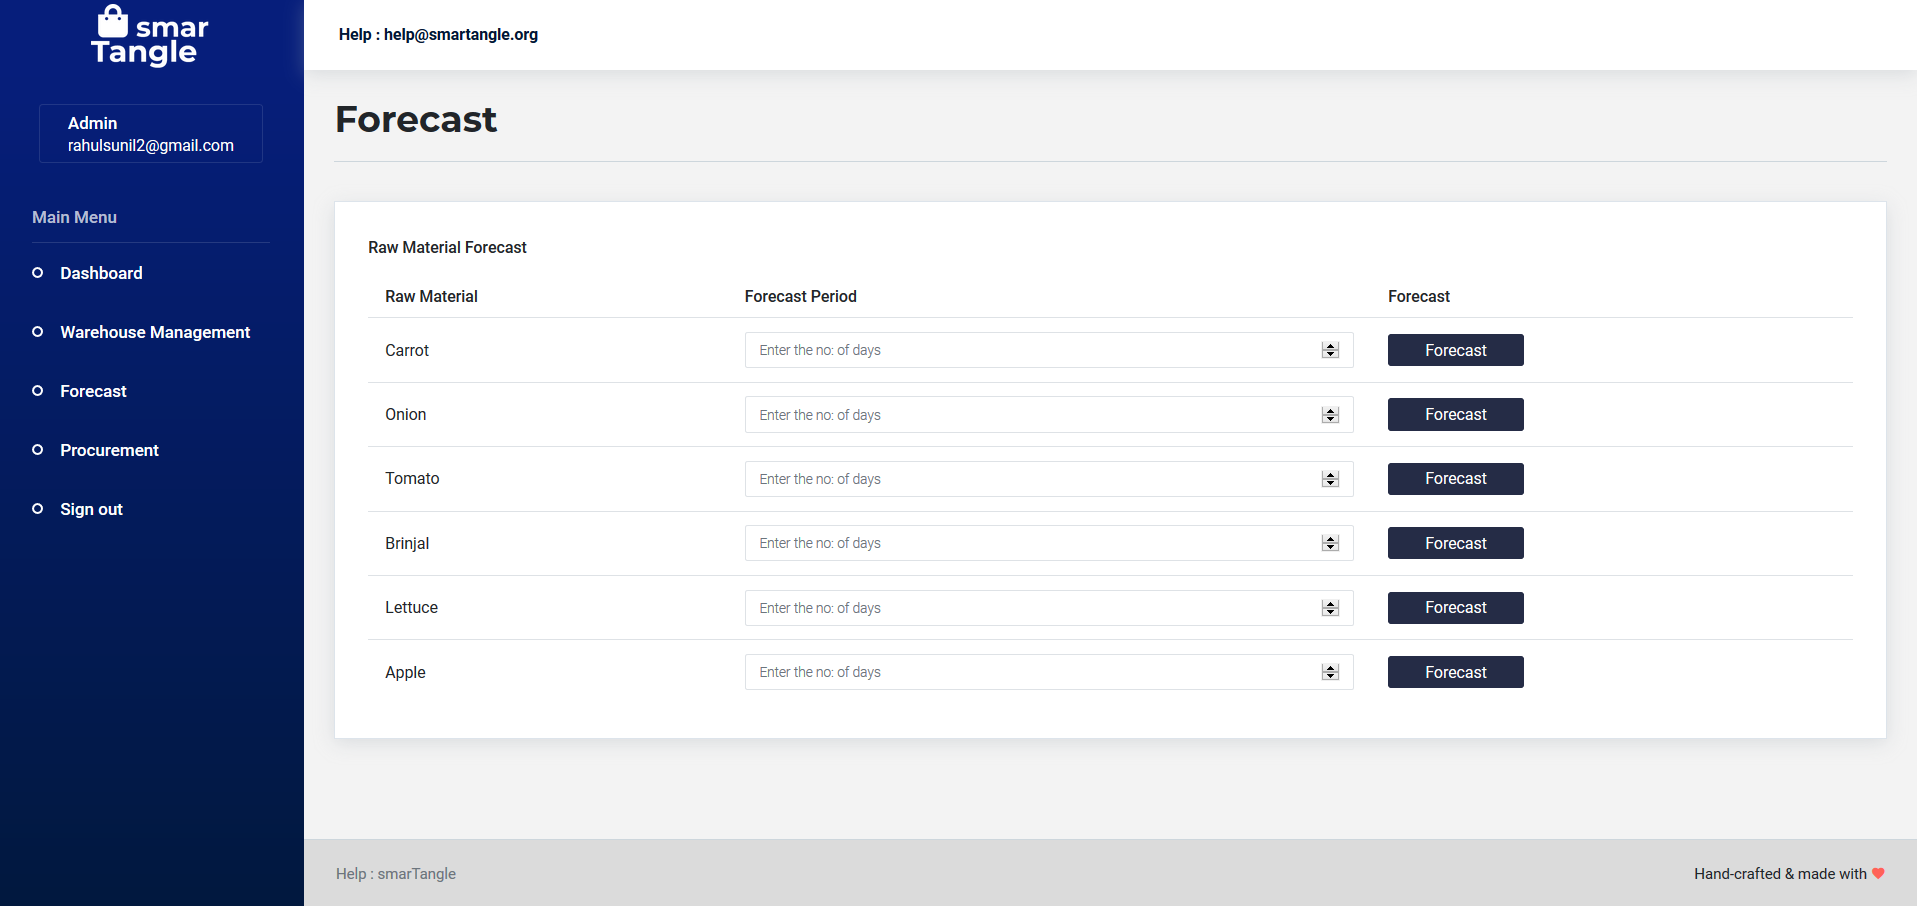 smar
Tangle
Admin
rahulsunil2@gmail.com
Main Menu
Dashboard
Warehouse Management
Forecast
Procurement
Sign out
Help : help@smartangle.org
Forecast
Raw Material Forecast
Raw Material Forecast Period Forecast
Carrot Enter the no: of days Forecast
Onion Enter the no: of days Forecast
Tomato Enter the no: of days Forecast
Brinjal Enter the no: of days Forecast
Lettuce Enter the no: of days Forecast
Apple Enter the no: of days Forecast
Help : smarTangle Hand-crafted & made with